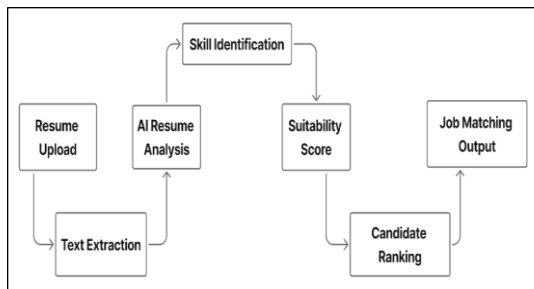 Skill Identification
Resume
Upload
AI Resume
Analysis
Suitability
Score
Job Matching
Output
Text Extraction
Candidate
Ranking